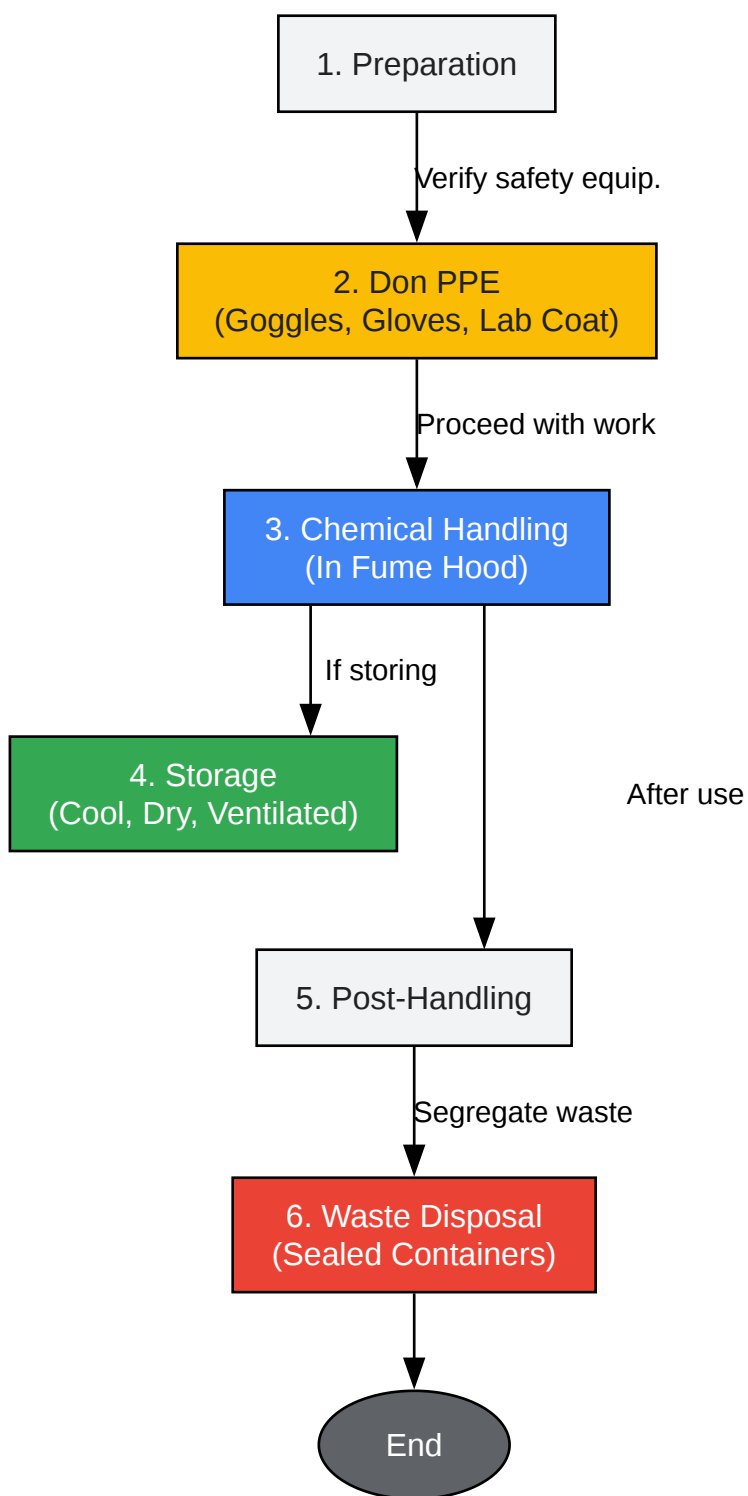 1. Preparation
Verify safety equip.
2. Don PPE
(Goggles, Gloves, Lab Coat)
Proceed with work
3. Chemical Handling
(In Fume Hood)
If storing
4. Storage
(Cool, Dry, Ventilated)
After use
5. Post-Handling
Segregate waste
6. Waste Disposal
(Sealed Containers)
End